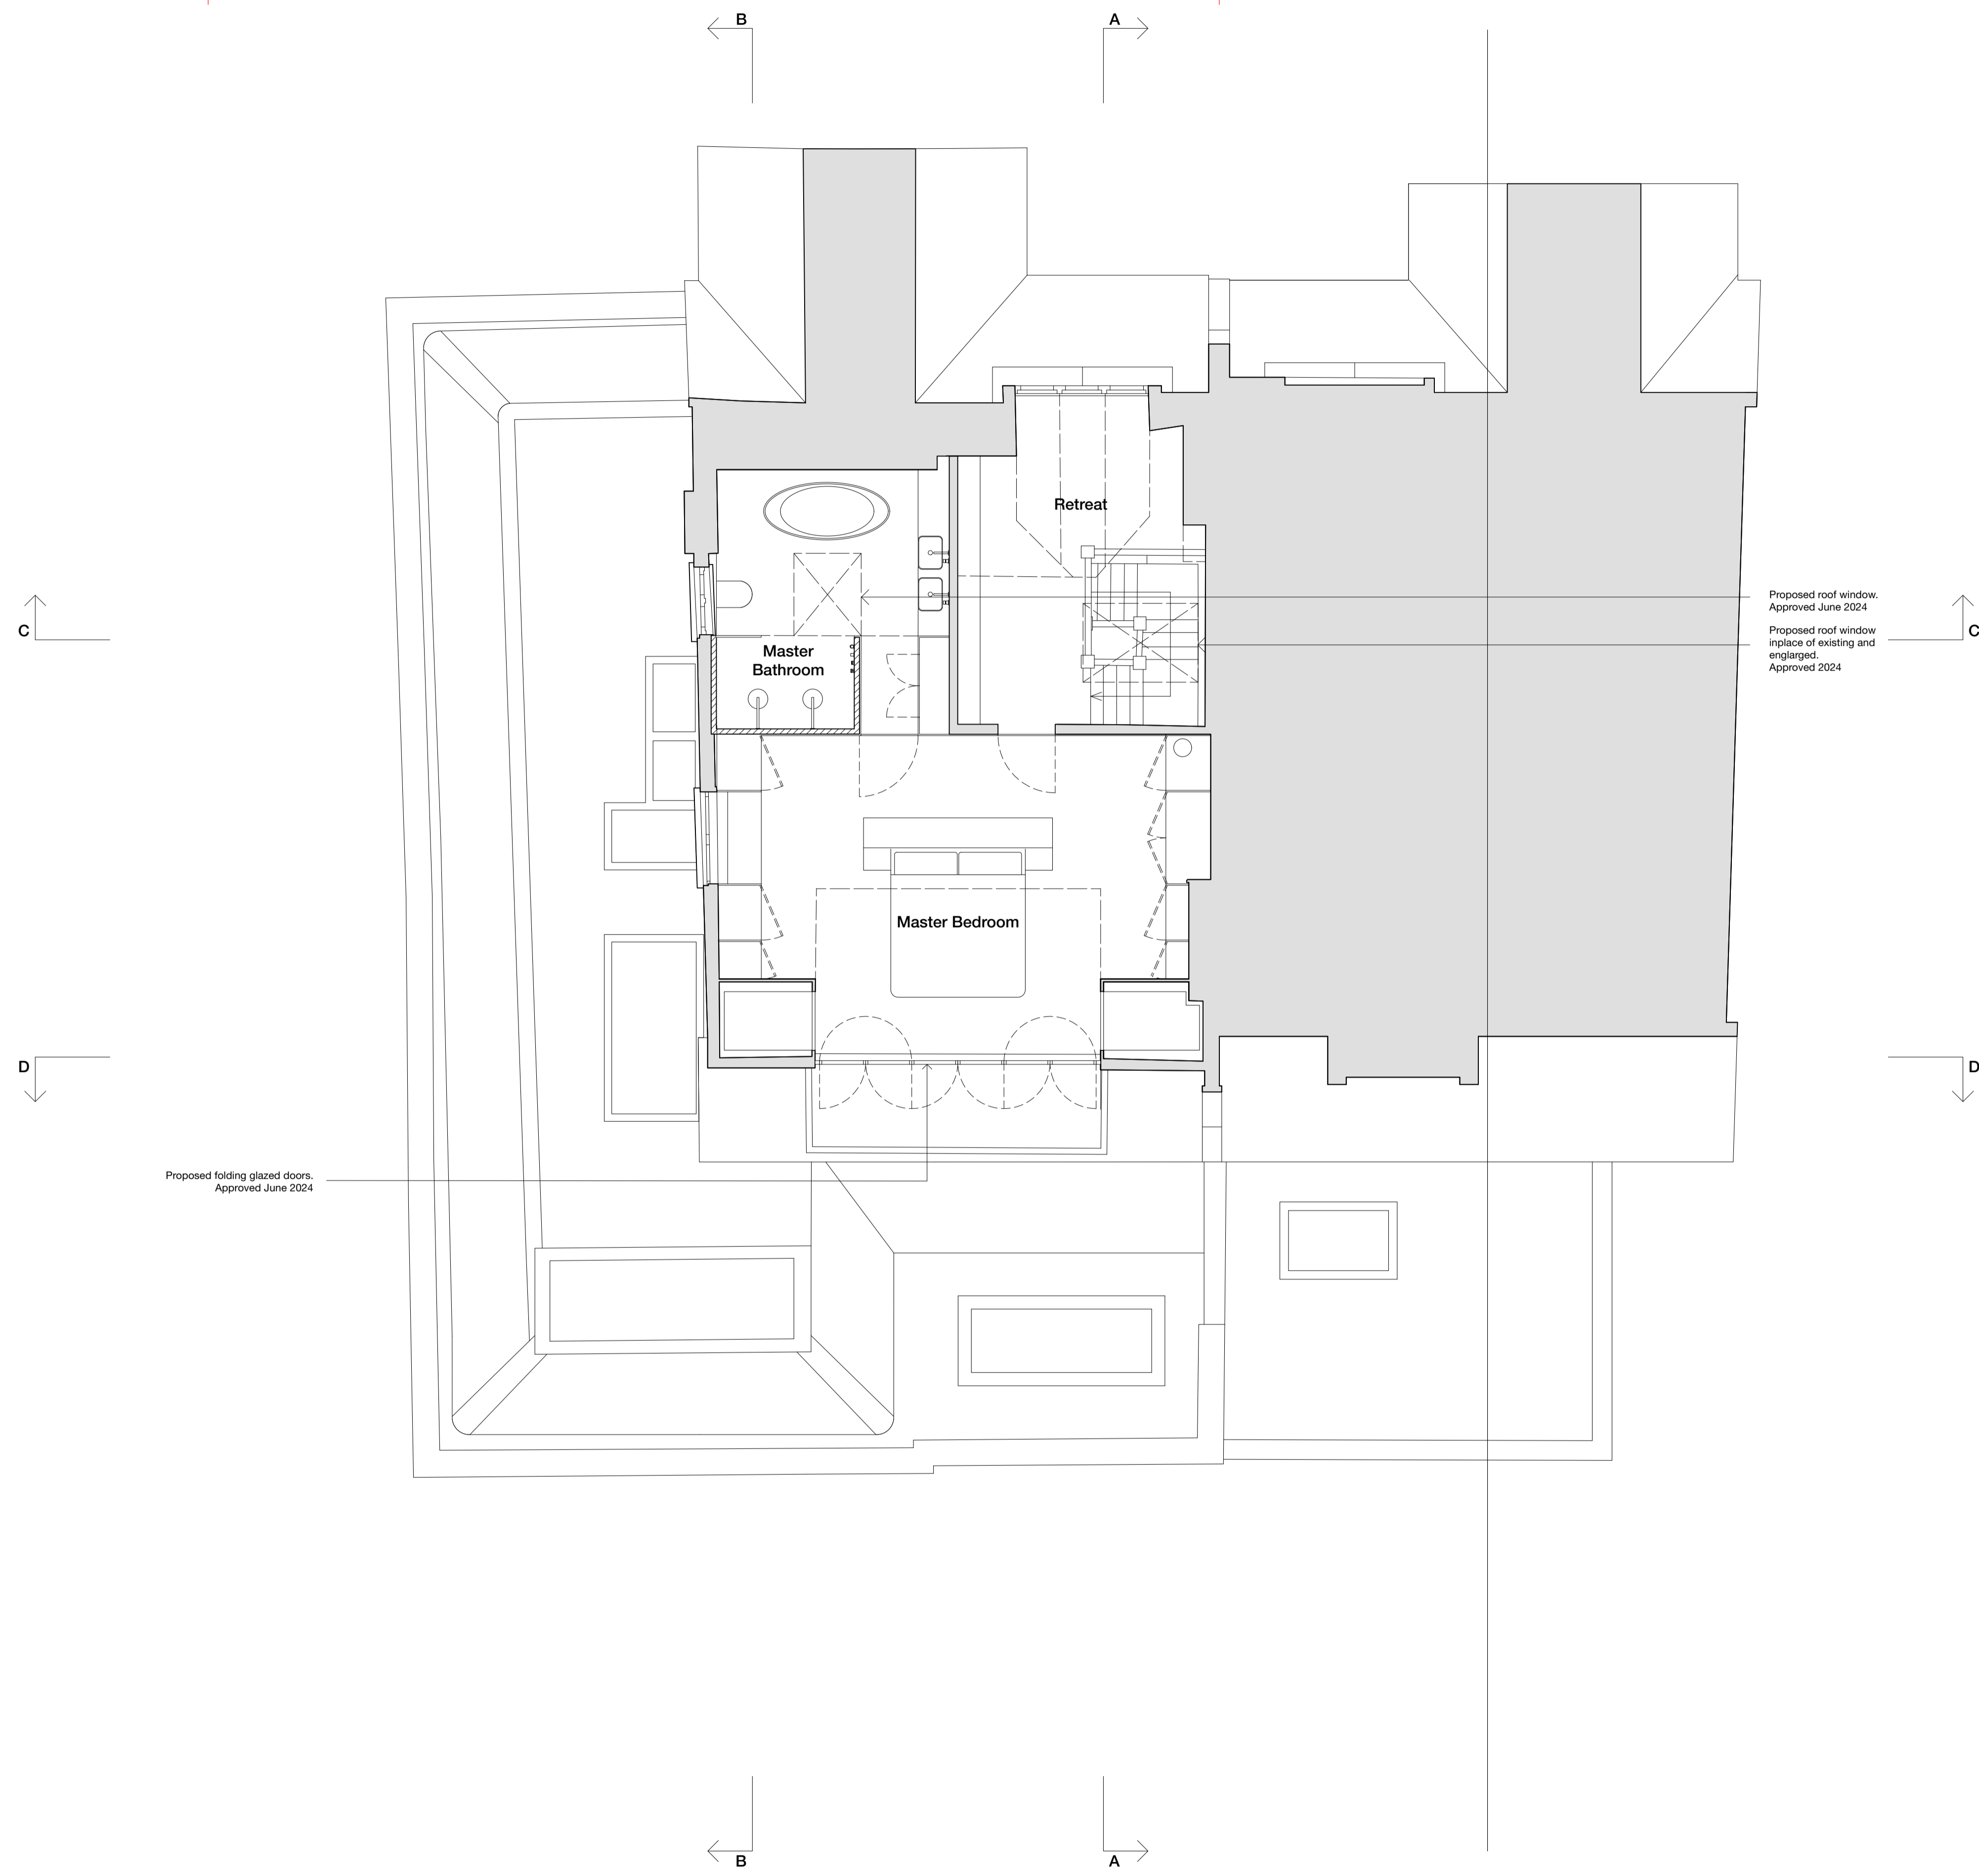 B
A
Retreat
Proposed roof window.
Approved June 2024
C
C
Proposed roof window
inplace of existing and
englarged.
Approved 2024
Master
Bathroom
Master Bedroom
D
D
Proposed folding glazed doors.
Approved June 2024
B
A